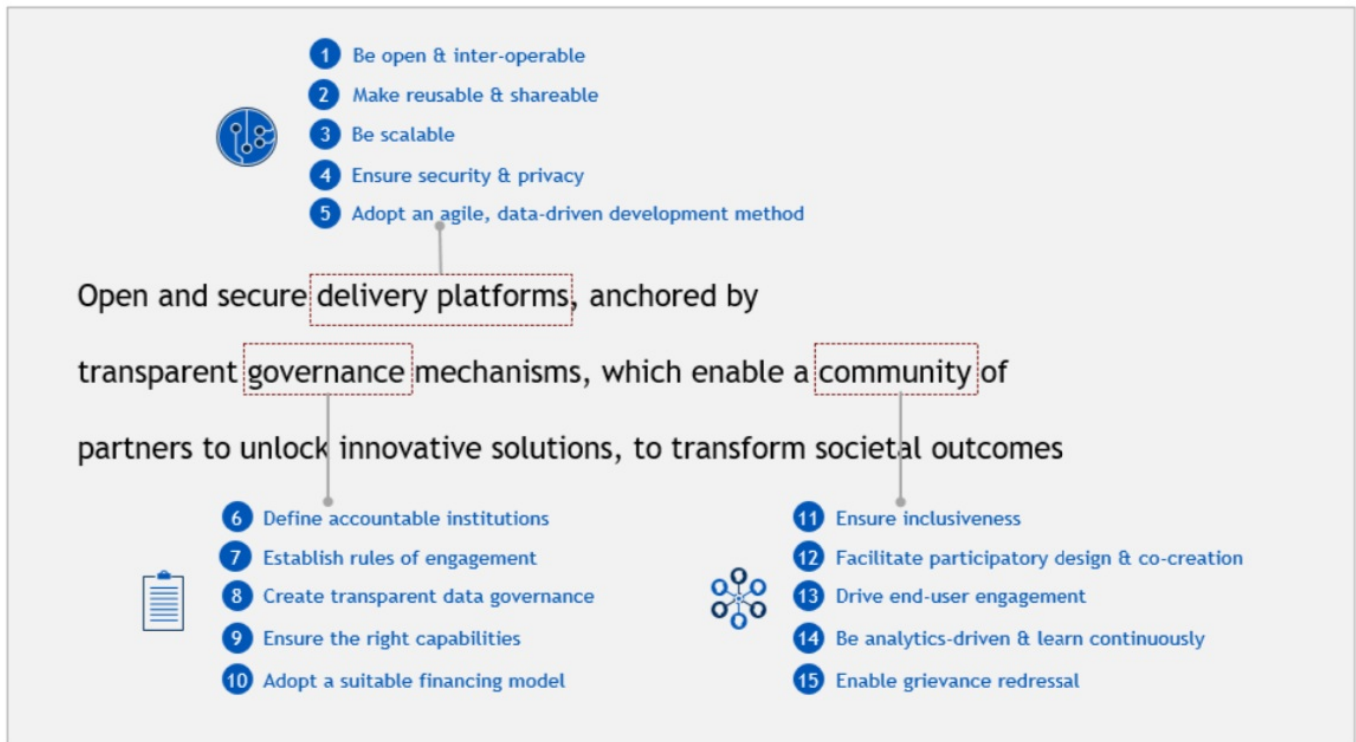 1 Be open & inter-operable
2 Make reusable & shareable
3 Be scalable
4 Ensure security & privacy
5 Adopt an agile, data-driven development method
Open and secure delivery platforms, anchored by
transparent governance mechanisms, which enable a community of
partners to unlock innovative solutions, to transform societal outcomes
6 Define accountable institutions
7 Establish rules of engagement
8 Create transparent data governance
9 Ensure the right capabilities
10 Adopt a suitable financing model
11 Ensure inclusiveness
12 Facilitate participatory design & co-creation
13 Drive end-user engagement
14 Be analytics-driven & learn continuously
15 Enable grievance redressal